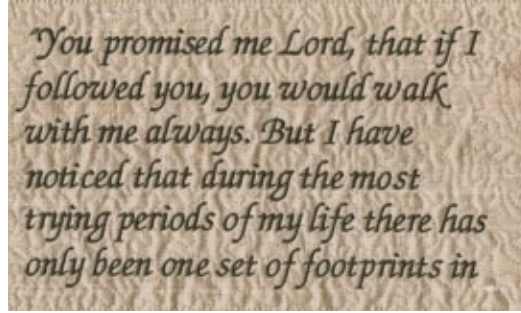 "You promised me Lord, that if I
followed you, you would walk
with me always. But I have
noticed that during the most
trying periods of my life there has
only been one set of footprints in